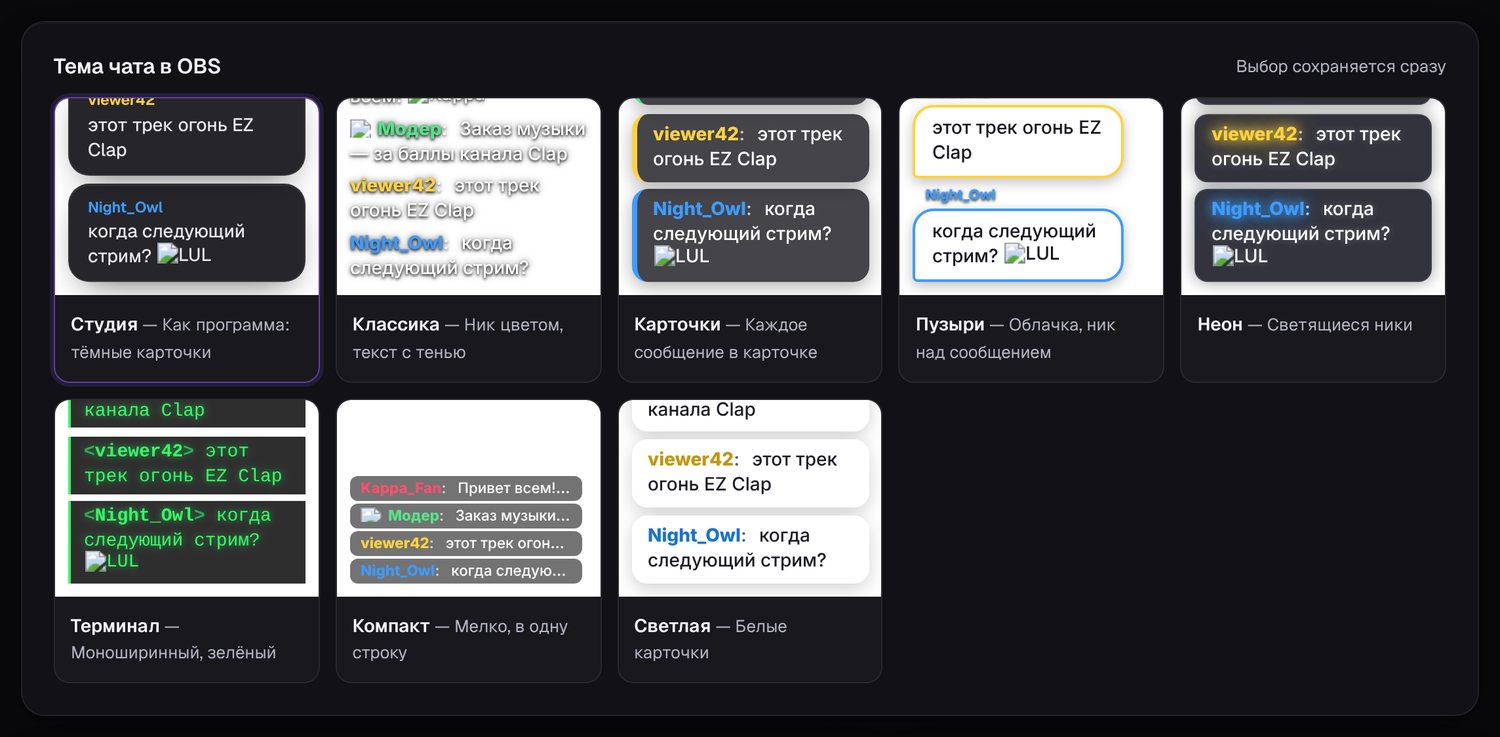 Тема чата в OBS
Выбор сохраняется сразу
viewer42
этот трек огонь EZ
Clap
Night_Owl
когда следующий
стрим? LUL
Студия — Как программа:
тёмные карточки
всем! Kappa
Модер: Заказ музыки
— за баллы канала Clap
viewer42: этот трек
огонь EZ Clap
Night_Owl: когда
следующий стрим?
Классика — Ник цветом,
текст с тенью
viewer42: этот трек
огонь EZ Clap
Night_Owl: когда
следующий стрим?
LUL
Карточки — Каждое
сообщение в карточке
этот трек огонь EZ
Clap
Night_Owl
когда следующий
стрим? LUL
Пузыри — Облачка, ник
над сообщением
viewer42: этот трек
огонь EZ Clap
Night_Owl: когда
следующий стрим?
LUL
Неон — Светящиеся ники
канала Clap
<viewer42> этот
трек огонь EZ Clap
<Night_Owl> когда
следующий стрим?
LUL
Терминал —
Моноширинный, зелёный
Kappa_Fan: Привет всем!...
Модер: Заказ музыки...
viewer42: этот трек огон...
Night_Owl: когда следую...
Компакт — Мелко, в одну
строку
канала Clap
viewer42: этот трек
огонь EZ Clap
Night_Owl: когда
следующий стрим?
Светлая — Белые
карточки